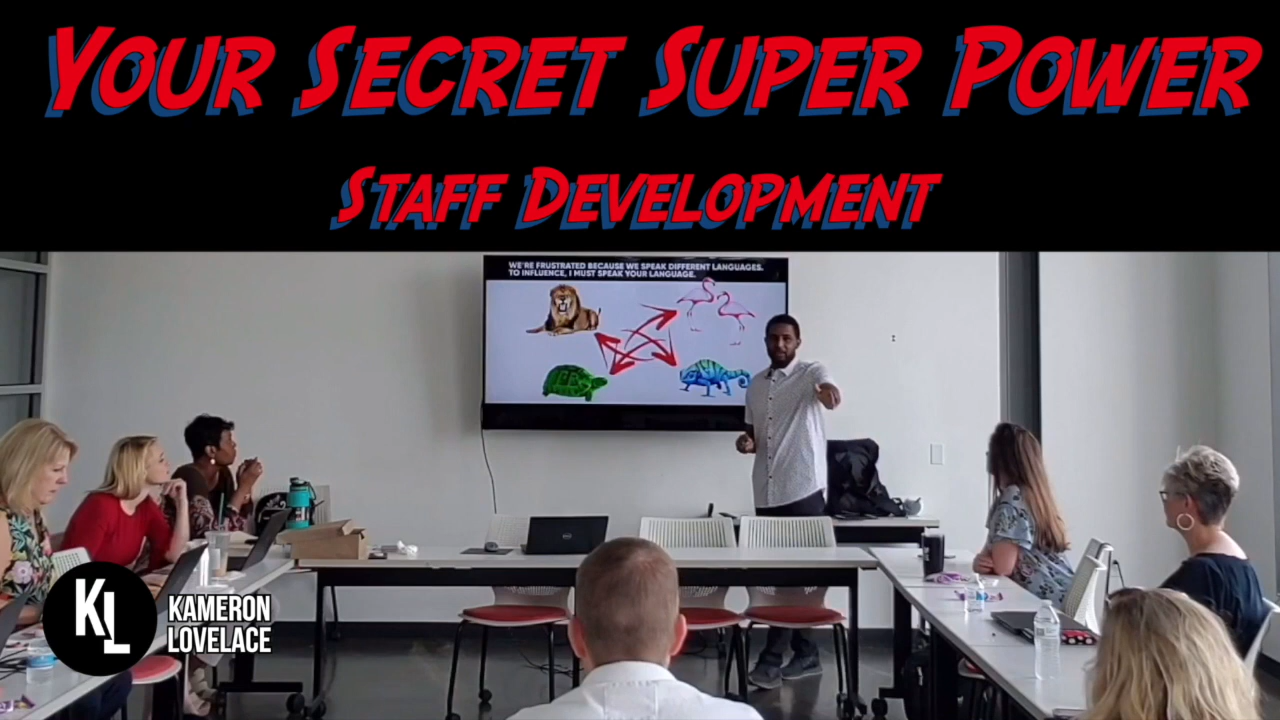 Your Secret Super Power
Staff Development
WE'RE FRUSTRATED BECAUSE WE SPEAK DIFFERENT LANGUAGES.
TO INFLUENCE, I MUST SPEAK YOUR LANGUAGE.
KL
KAMERON
LOVELACE